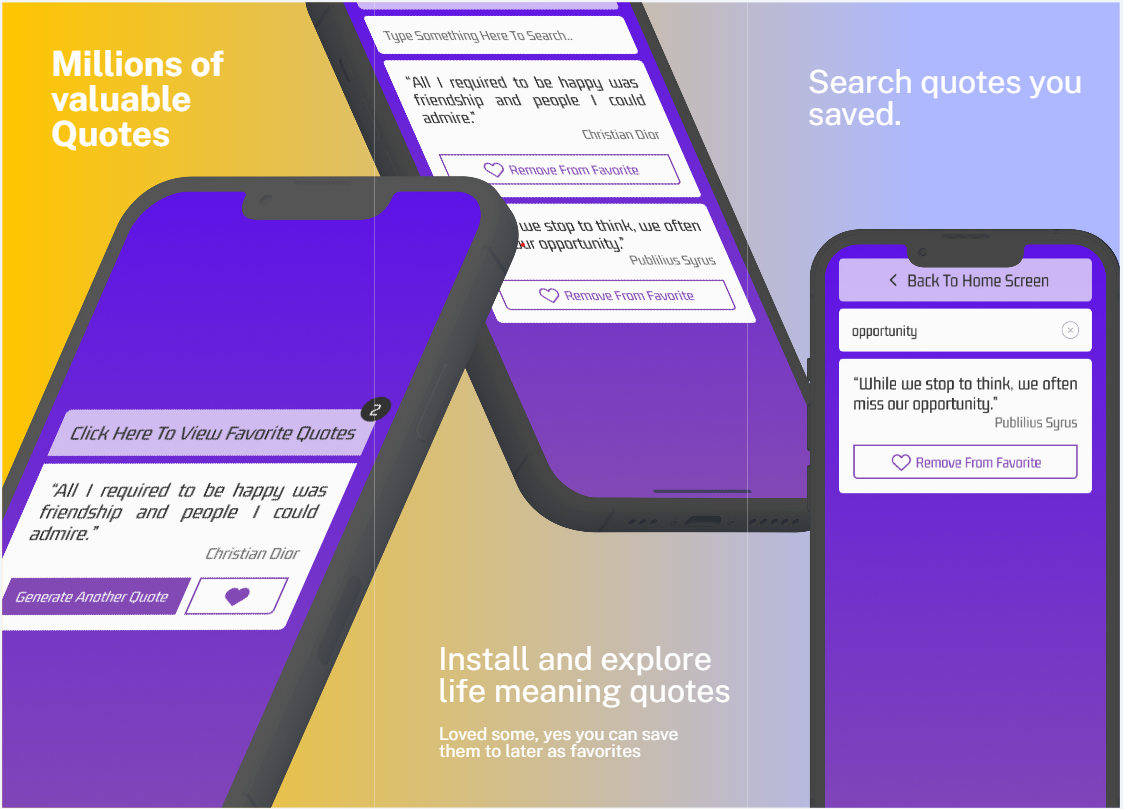 Millions of
valuable
Quotes
Click Here To View Favorite Quotes
2
“All I required to be happy was
friendship and people I could
admire.”
Christian Dior
Generate Another Quote
Type Something Here To Search..
“All I required to be happy was
friendship and people I could
admire.”
Christian Dior
Remove From Favorite
we stop to think, we often
our opportunity.”
Publilius Syrus
Remove From Favorite
Install and explore
life meaning quotes
Loved some, yes you can save
them to later as favorites
Search quotes you
saved.
Back To Home Screen
opportunity
“While we stop to think, we often
miss our opportunity.”
Publilius Syrus
Remove From Favorite